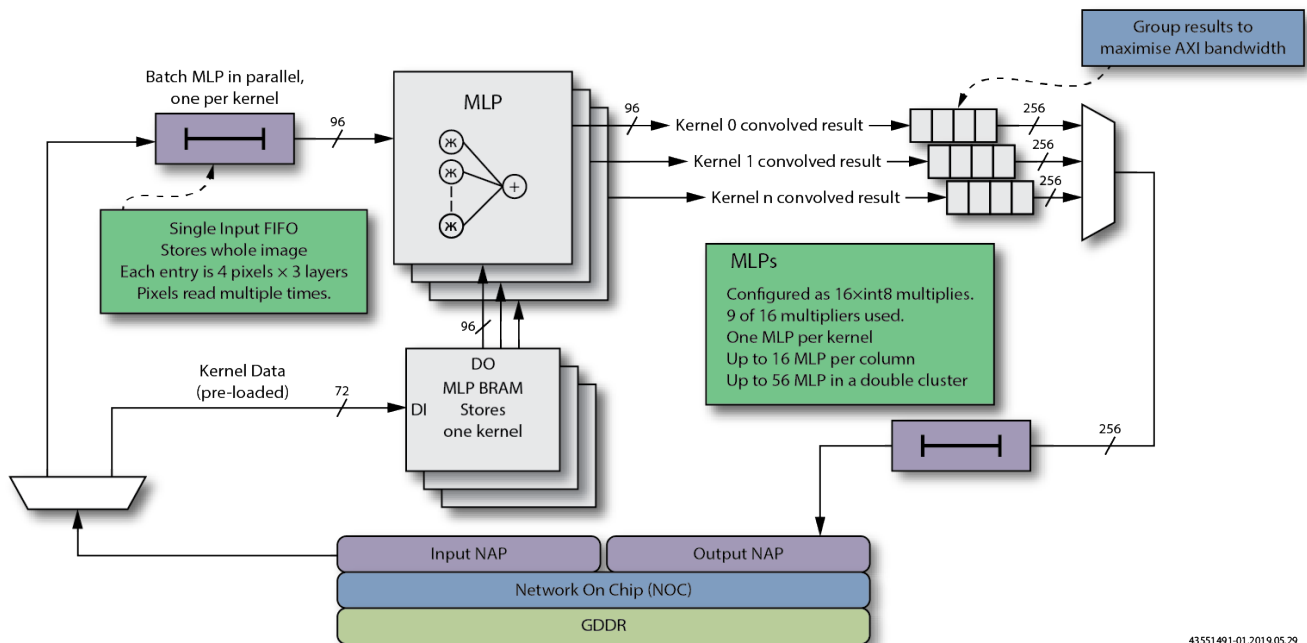 Group results to
maximise AXI bandwidth
Batch MLP in parallel,
one per kernel
96
MLP
ж
ж
ж
+
96
Kernel 0 convolved result
256
Kernel 1 convolved result
256
Kernel n convolved result
256
Single Input FIFO
Stores whole image
Each entry is 4 pixels × 3 layers
Pixels read multiple times.
MLPs
Configured as 16×int8 multiplies.
9 of 16 multipliers used.
One MLP per kernel
Up to 16 MLP per column
Up to 56 MLP in a double cluster
96
Kernel Data
(pre-loaded)
72
DO
MLP BRAM
DI
Stores
one kernel
256
Input NAP
Output NAP
Network On Chip (NOC)
GDDR
43551491-01.2019.05.29